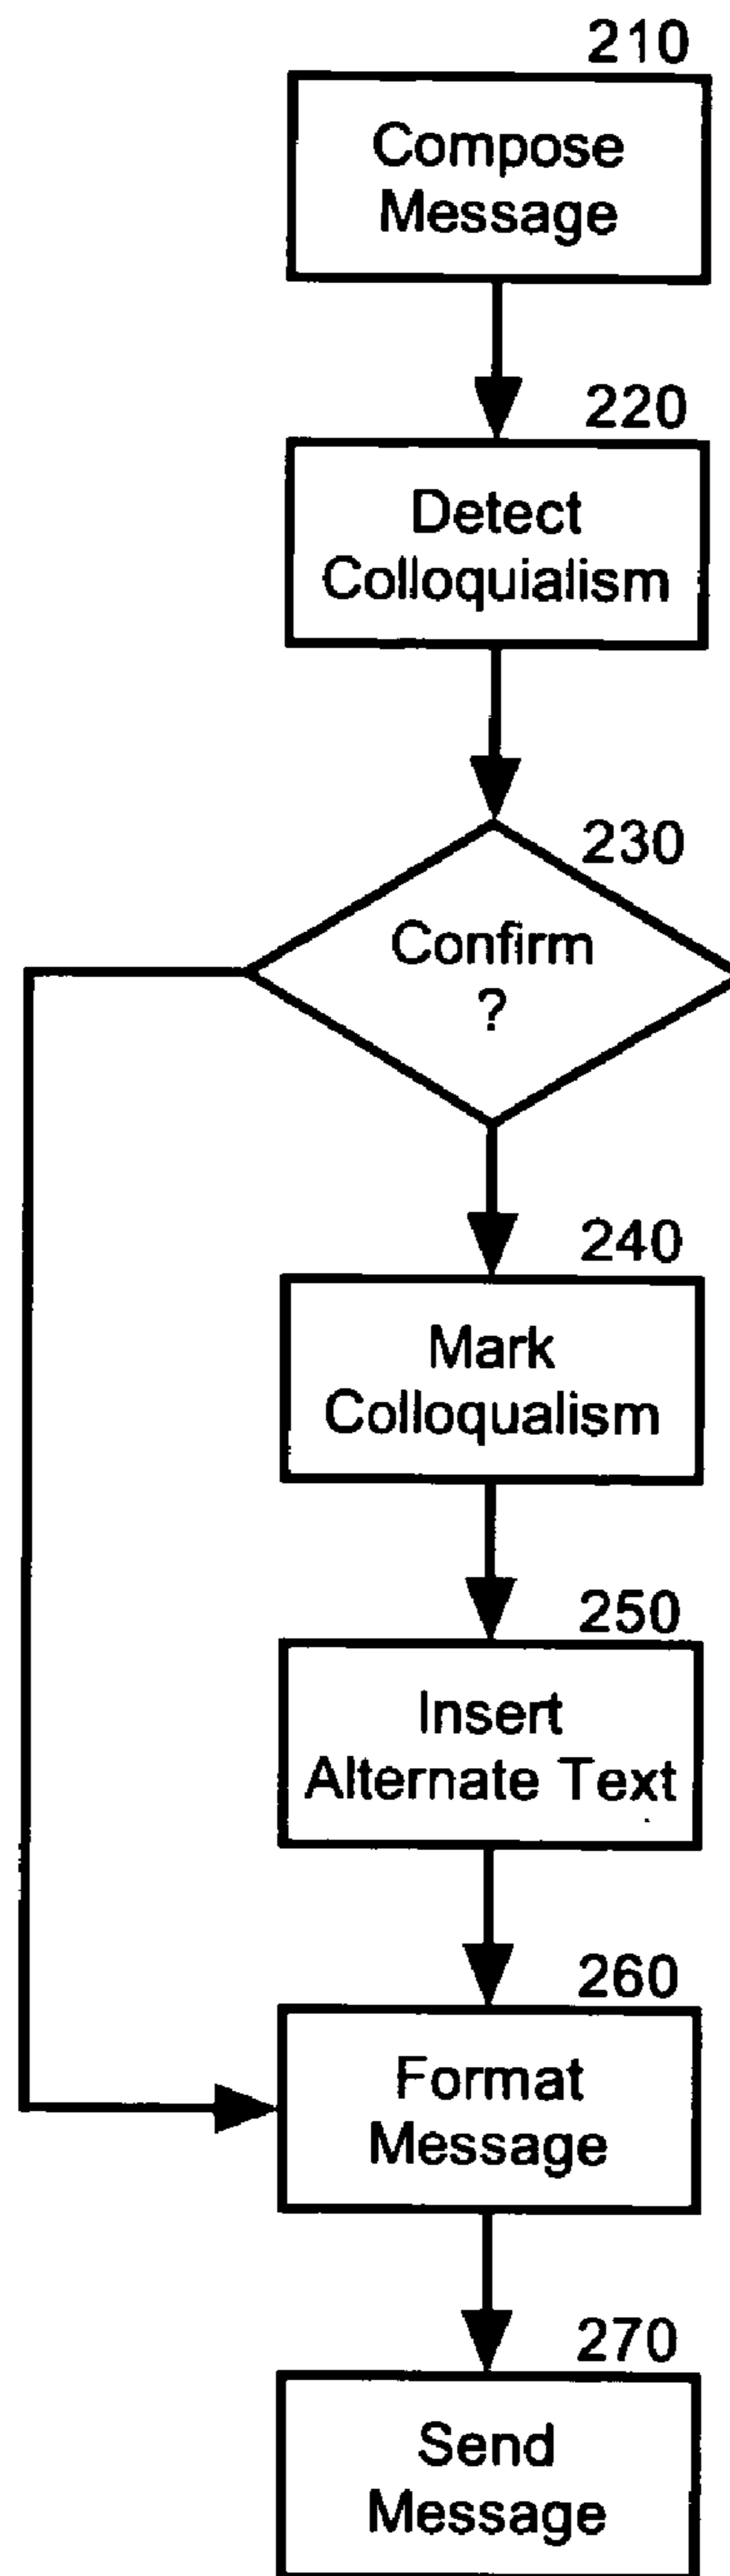 210
Compose
Message
220
Detect
Colloquialism
230
Confirm
?
240
Mark
Colloqualism
250
Insert
Alternate Text
260
Format
Message
270
Send
Message